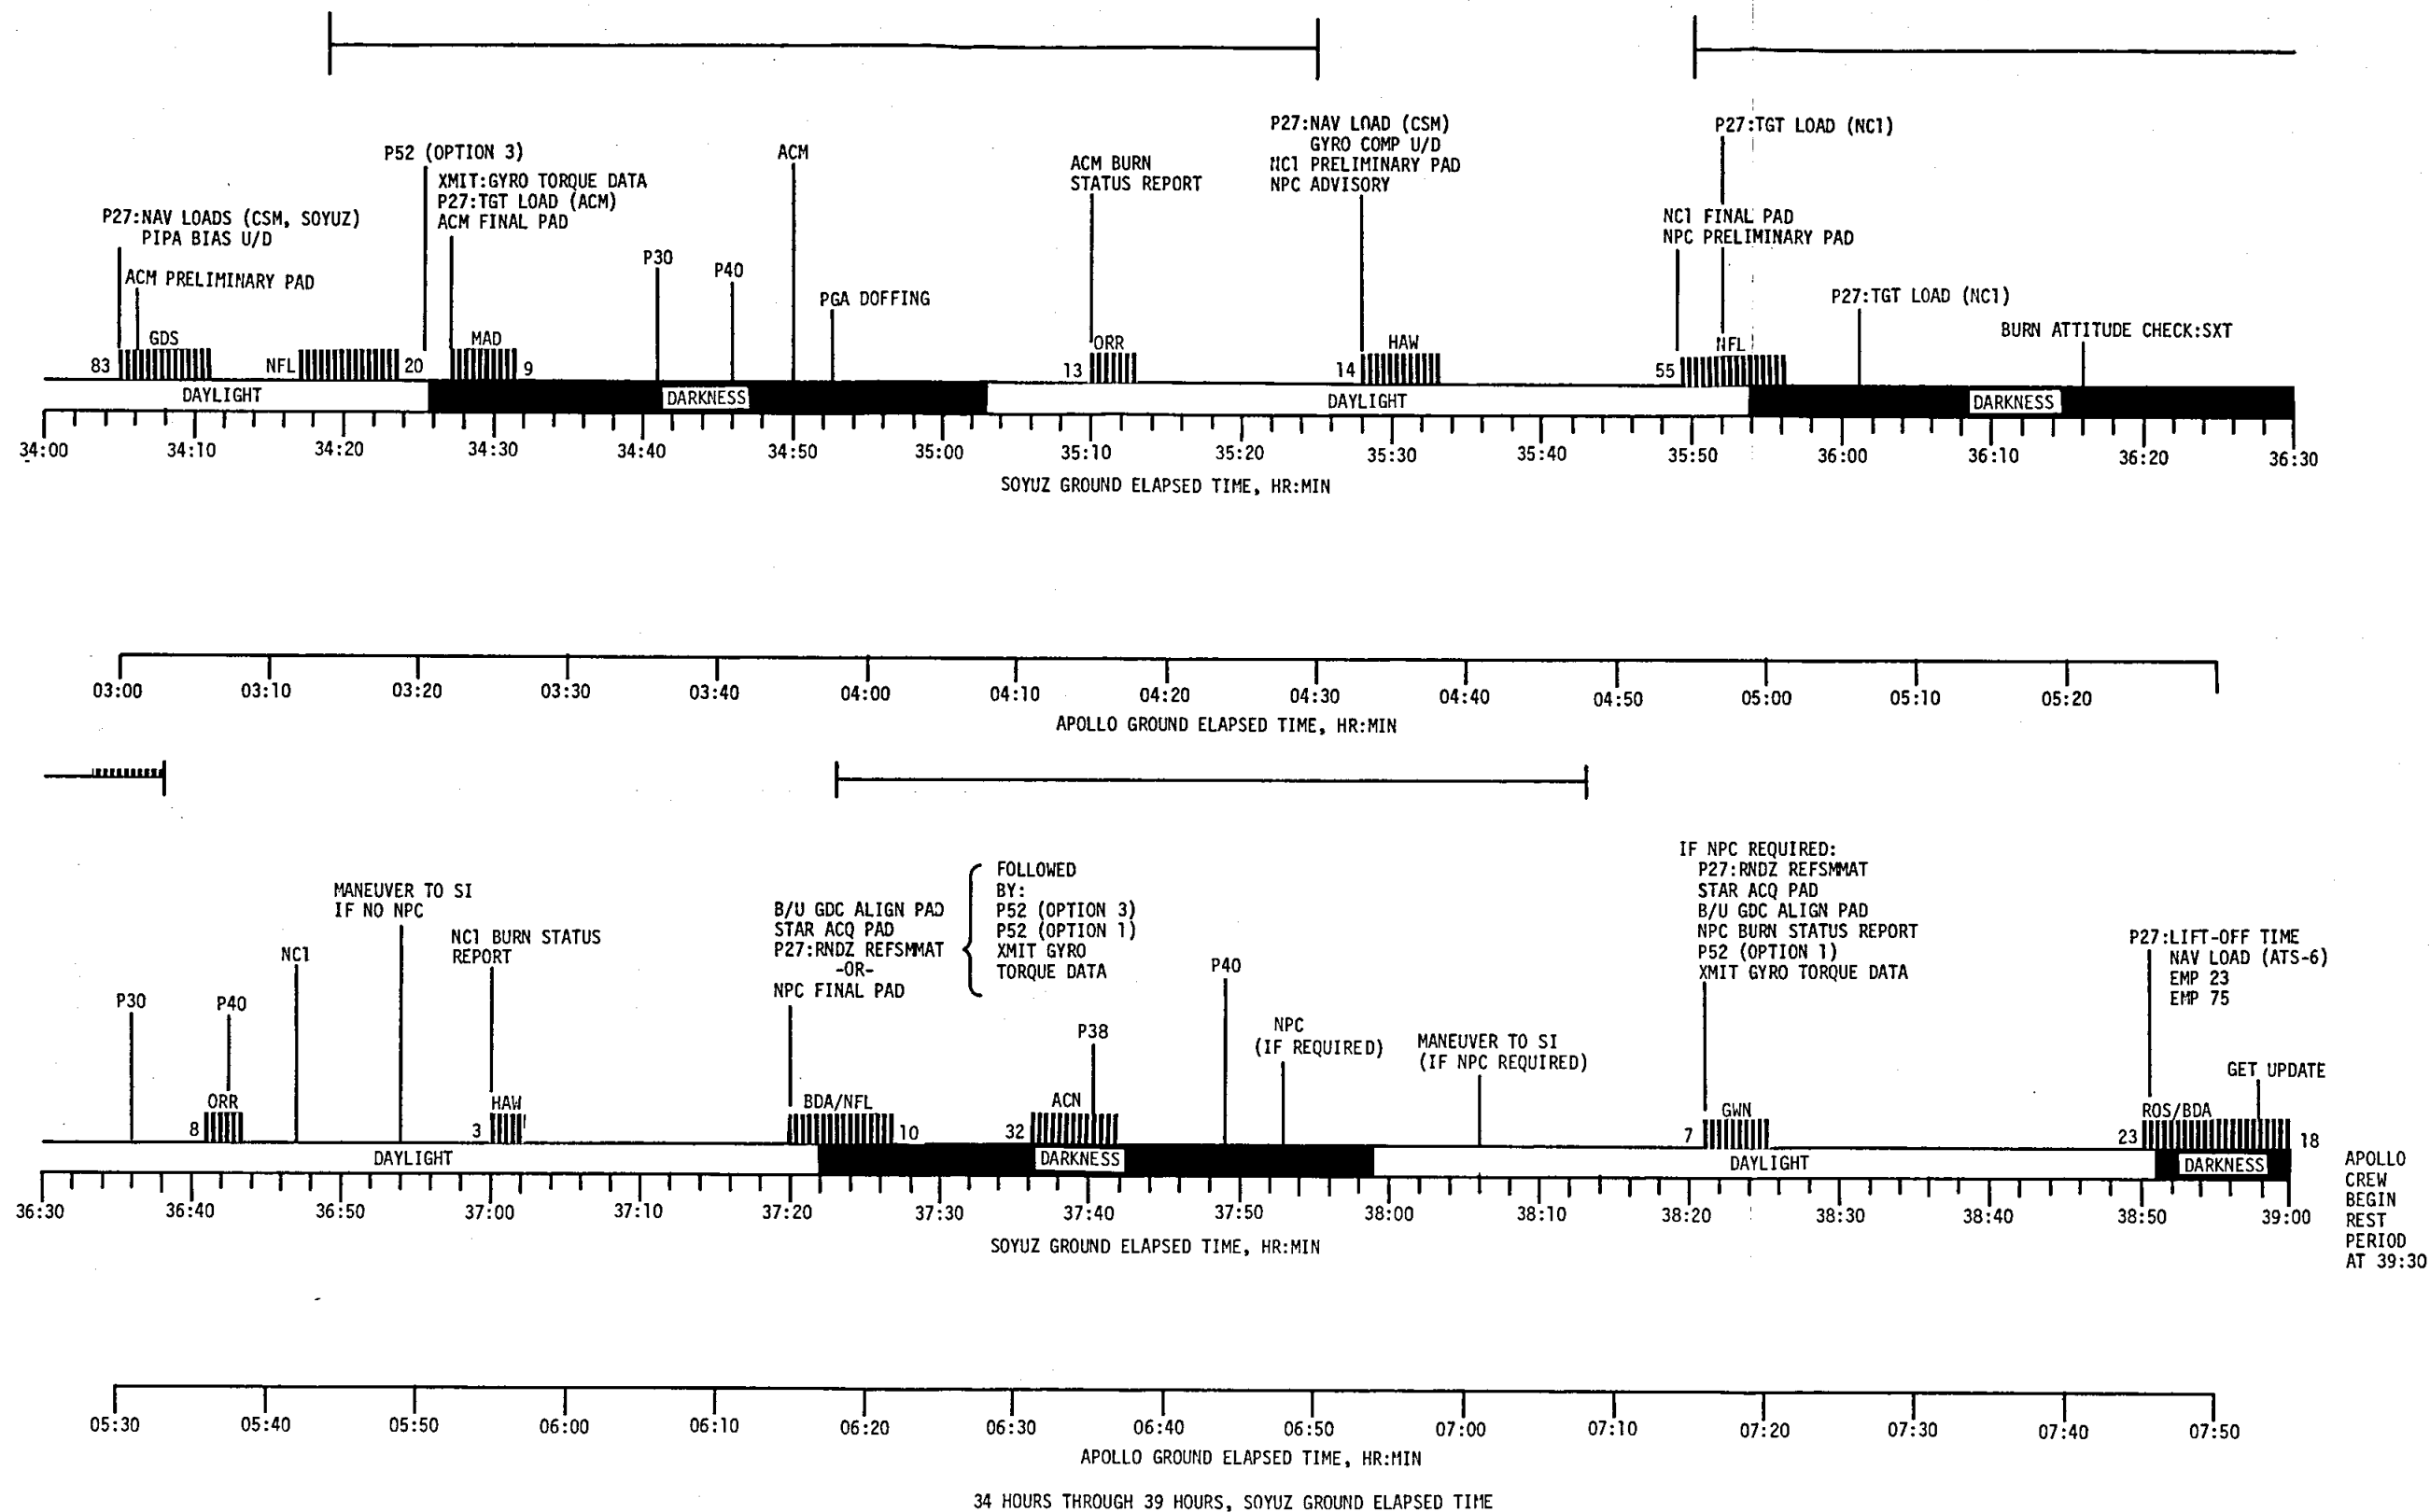 P27:NAV LOADS (CSM, SOYUZ)
PIPA BIAS U/D
ACM PRELIMINARY PAD
P52 (OPTION 3)
XMIT:GYRO TORQUE DATA
P27:TGT LOAD (ACM)
ACM FINAL PAD
P30
P40
ACM
PGA DOFFING
ACM BURN
STATUS REPORT
P27:NAV LOAD (CSM)
GYRO COMP U/D
NC1 PRELIMINARY PAD
NPC ADVISORY
P27:TGT LOAD (NC1)
NC1 FINAL PAD
NPC PRELIMINARY PAD
P27:TGT LOAD (NC1)
BURN ATTITUDE CHECK:SXT
83 GDS NFL 20 MAD 9 13 ORR 14 HAW 55 NFL
DAYLIGHT DARKNESS DAYLIGHT DARKNESS
34:00 34:10 34:20 34:30 34:40 34:50 35:00 35:10 35:20 35:30 35:40 35:50 36:00 36:10 36:20 36:30
SOYUZ GROUND ELAPSED TIME, HR:MIN
03:00 03:10 03:20 03:30 03:40 04:00 04:10 04:20 04:30 04:40 04:50 05:00 05:10 05:20
APOLLO GROUND ELAPSED TIME, HR:MIN
P30
P40
NC1
MANEUVER TO SI
IF NO NPC
NC1 BURN STATUS
REPORT
B/U GDC ALIGN PAD
STAR ACQ PAD
P27:RNDZ REFSMMAT
-OR-
NPC FINAL PAD
FOLLOWED
BY:
P52 (OPTION 3)
P52 (OPTION 1)
XMIT GYRO
TORQUE DATA
P38
P40
NPC
(IF REQUIRED)
MANEUVER TO SI
(IF NPC REQUIRED)
IF NPC REQUIRED:
P27:RNDZ REFSMMAT
STAR ACQ PAD
B/U GDC ALIGN PAD
NPC BURN STATUS REPORT
P52 (OPTION 1)
XMIT GYRO TORQUE DATA
P27:LIFT-OFF TIME
NAV LOAD (ATS-6)
EMP 23
EMP 75
GET UPDATE
8 ORR 3 HAW BDA/NFL 10 32 ACN 7 GWN 23 ROS/BDA 18
DAYLIGHT DARKNESS DAYLIGHT DARKNESS
36:30 36:40 36:50 37:00 37:10 37:20 37:30 37:40 37:50 38:00 38:10 38:20 38:30 38:40 38:50 39:00
SOYUZ GROUND ELAPSED TIME, HR:MIN
APOLLO
CREW
BEGIN
REST
PERIOD
AT 39:30
05:30 05:40 05:50 06:00 06:10 06:20 06:30 06:40 06:50 07:00 07:10 07:20 07:30 07:40 07:50
APOLLO GROUND ELAPSED TIME, HR:MIN
34 HOURS THROUGH 39 HOURS, SOYUZ GROUND ELAPSED TIME